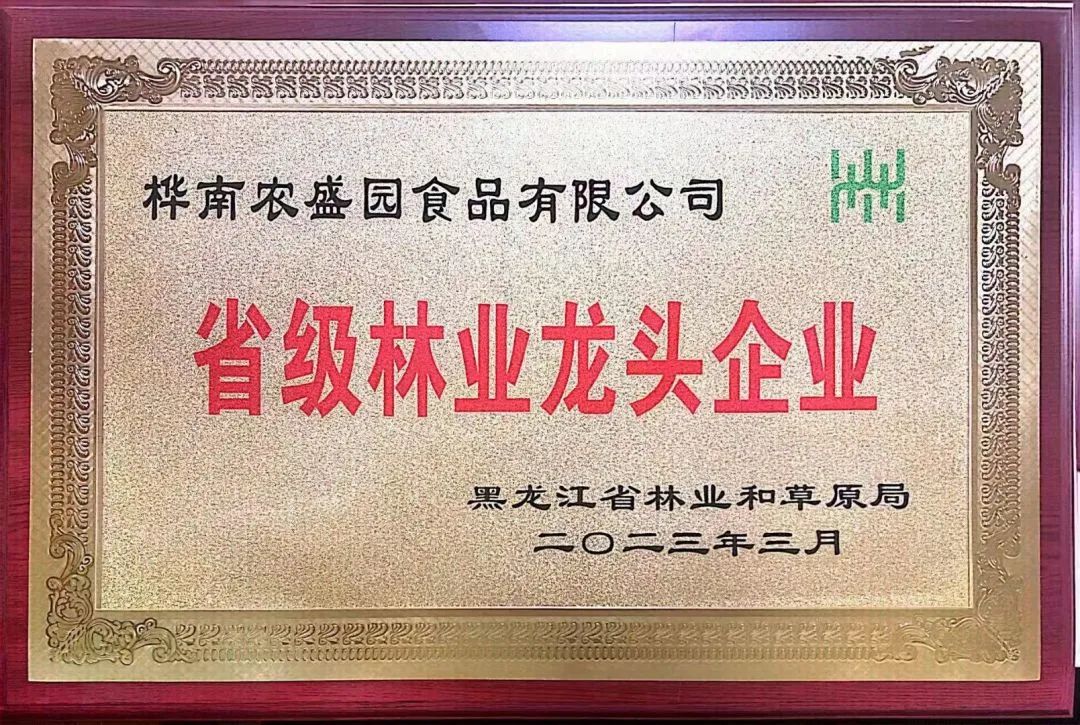 桦南农盛园食品有限公司
省级林业龙头企业
黑龙江省林业和草原局
二〇二三年三月